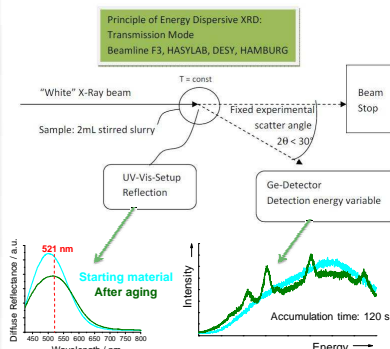 Principle of Energy Dispersive XRD:
Transmission Mode
Beamline F3, HASYLAB, DESY, HAMBURG
T = const
"White" X-Ray beam
Beam
Stop
Fixed experimental
scatter angle
2θ < 30°
Sample: 2mL stirred slurry
UV-Vis-Setup
Reflection
Ge-Detector
Detection energy variable
521 nm
Starting material
After aging
Diffuse Reflectance / a.u.
450 500 550 600 650 700 750 800
Wavelength / nm
Intensity
Accumulation time: 120 s
Energy